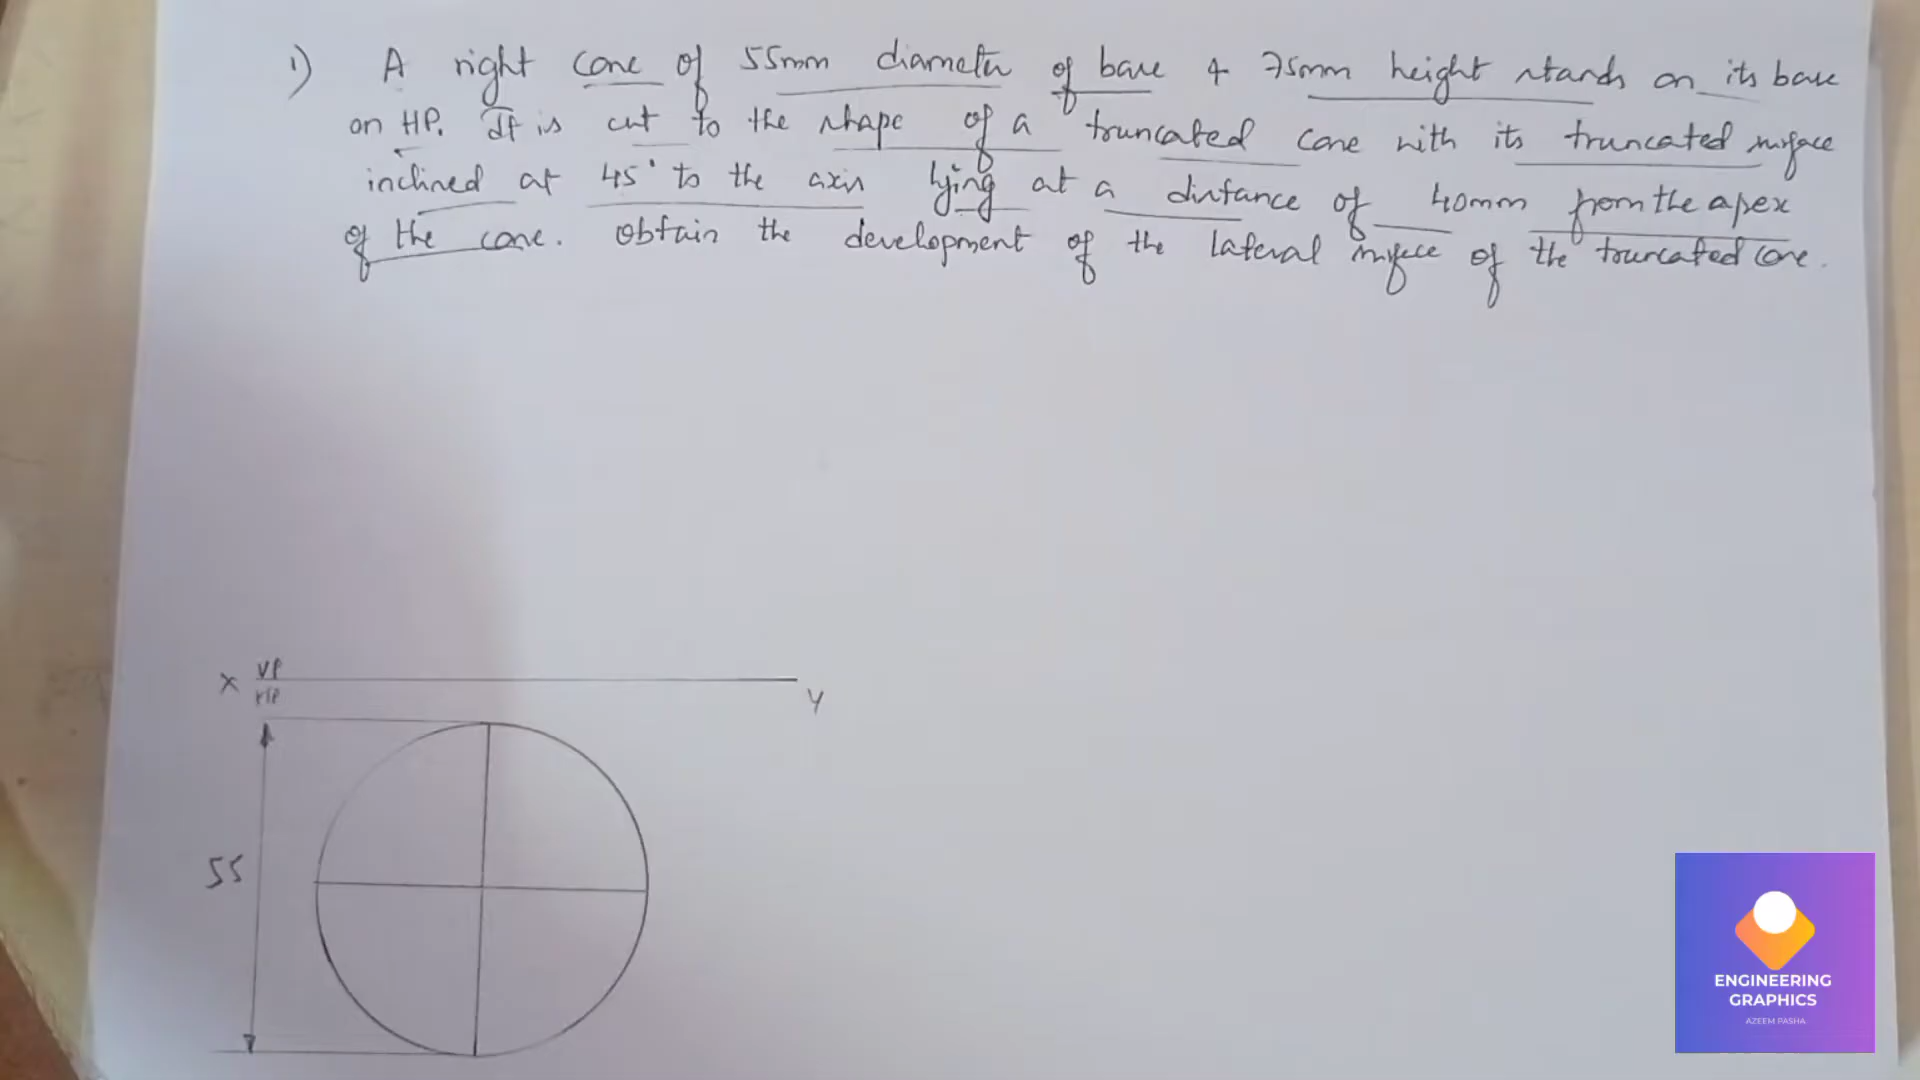 1) A right cone of 55mm diameter of base & 75mm height stands on its base
on HP. It is cut to the shape of a truncated cone with its truncated surface
inclined at 45° to the axis lying at a distance of 40mm from the apex
of the cone. Obtain the development of the lateral surface of the truncated cone.
X VP
HP
Y
55
ENGINEERING
GRAPHICS
AZEEM PASHA